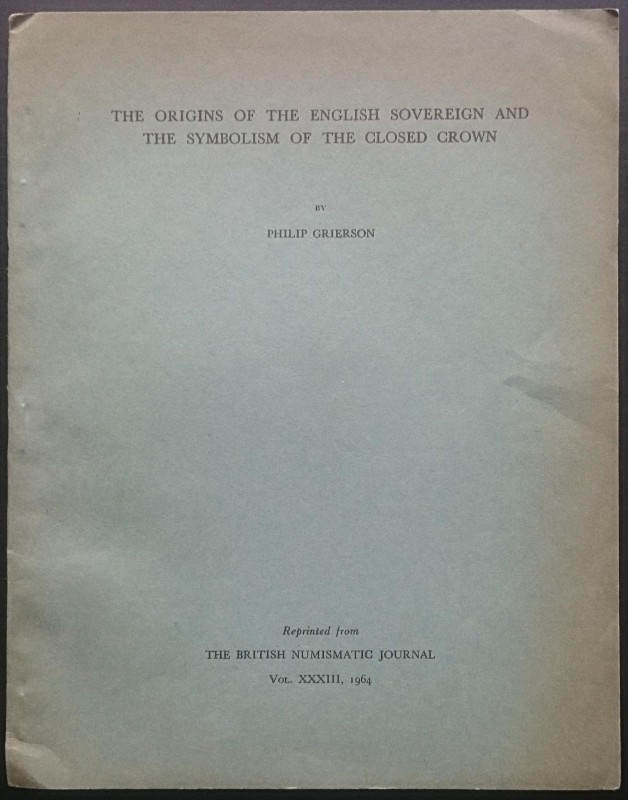 THE ORIGINS OF THE ENGLISH SOVEREIGN AND
THE SYMBOLISM OF THE CLOSED CROWN
BY
PHILIP GRIERSON
Reprinted from
THE BRITISH NUMISMATIC JOURNAL
VOL. XXXIII, 1964